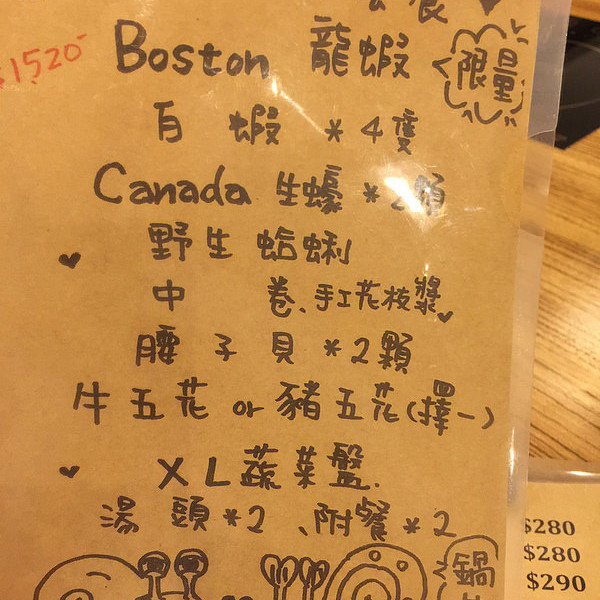 餐
$1520-
Boston 龍蝦 限量
白 蝦 *4隻
Canada 生蠔 *2顆
野生蛤蜊
中 卷、手工花枝漿
腰子貝*2顆
牛五花 or 豬五花(擇一)
XL蔬菜盤.
湯頭*2、附餐*2
鍋
$280
$280
$290